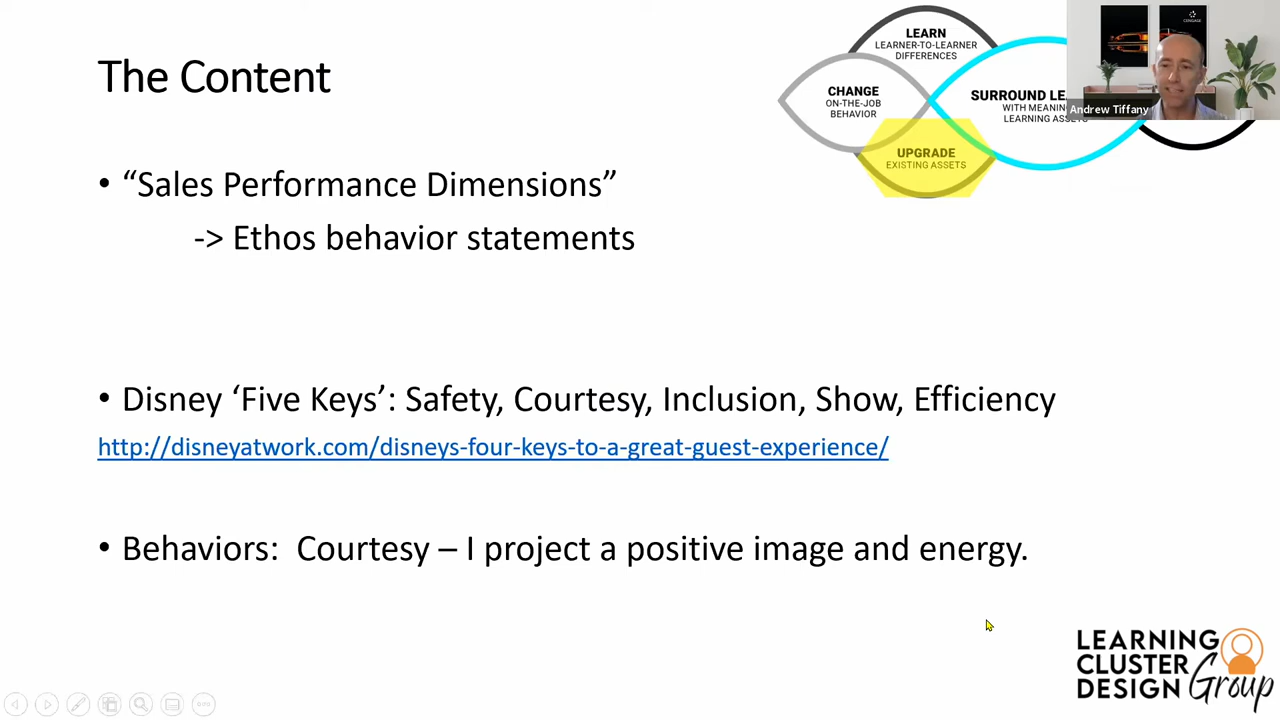 The Content
LEARN
LEARNER-TO-LEARNER
DIFFERENCES
CHANGE
ON-THE-JOB
BEHAVIOR
SURROUND LE
WITH MEANIN
LEARNING ASSETS
UPGRADE
EXISTING ASSETS
CENGAGE
Andrew Tiffany
• “Sales Performance Dimensions”
-> Ethos behavior statements
• Disney ‘Five Keys’: Safety, Courtesy, Inclusion, Show, Efficiency
http://disneyatwork.com/disneys-four-keys-to-a-great-guest-experience/
• Behaviors:  Courtesy – I project a positive image and energy.
LEARNING
CLUSTER
DESIGN Group